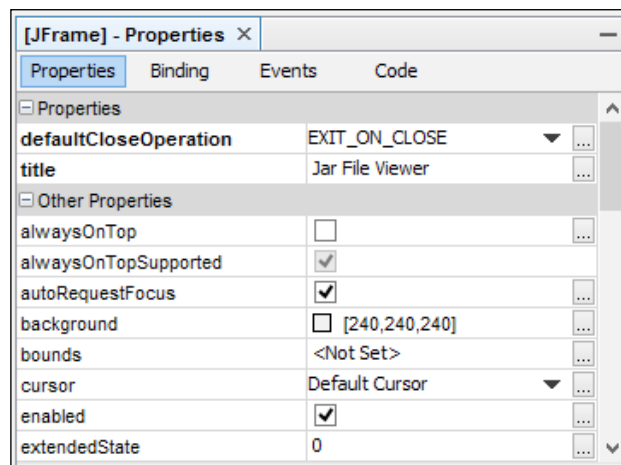 [JFrame] - Properties ×
Properties Binding Events Code
Properties
defaultCloseOperation EXIT_ON_CLOSE ...
title Jar File Viewer ...
Other Properties
alwaysOnTop ...
alwaysOnTopSupported
autoRequestFocus ...
background [240,240,240] ...
bounds <Not Set> ...
cursor Default Cursor ...
enabled ...
extendedState 0 ...